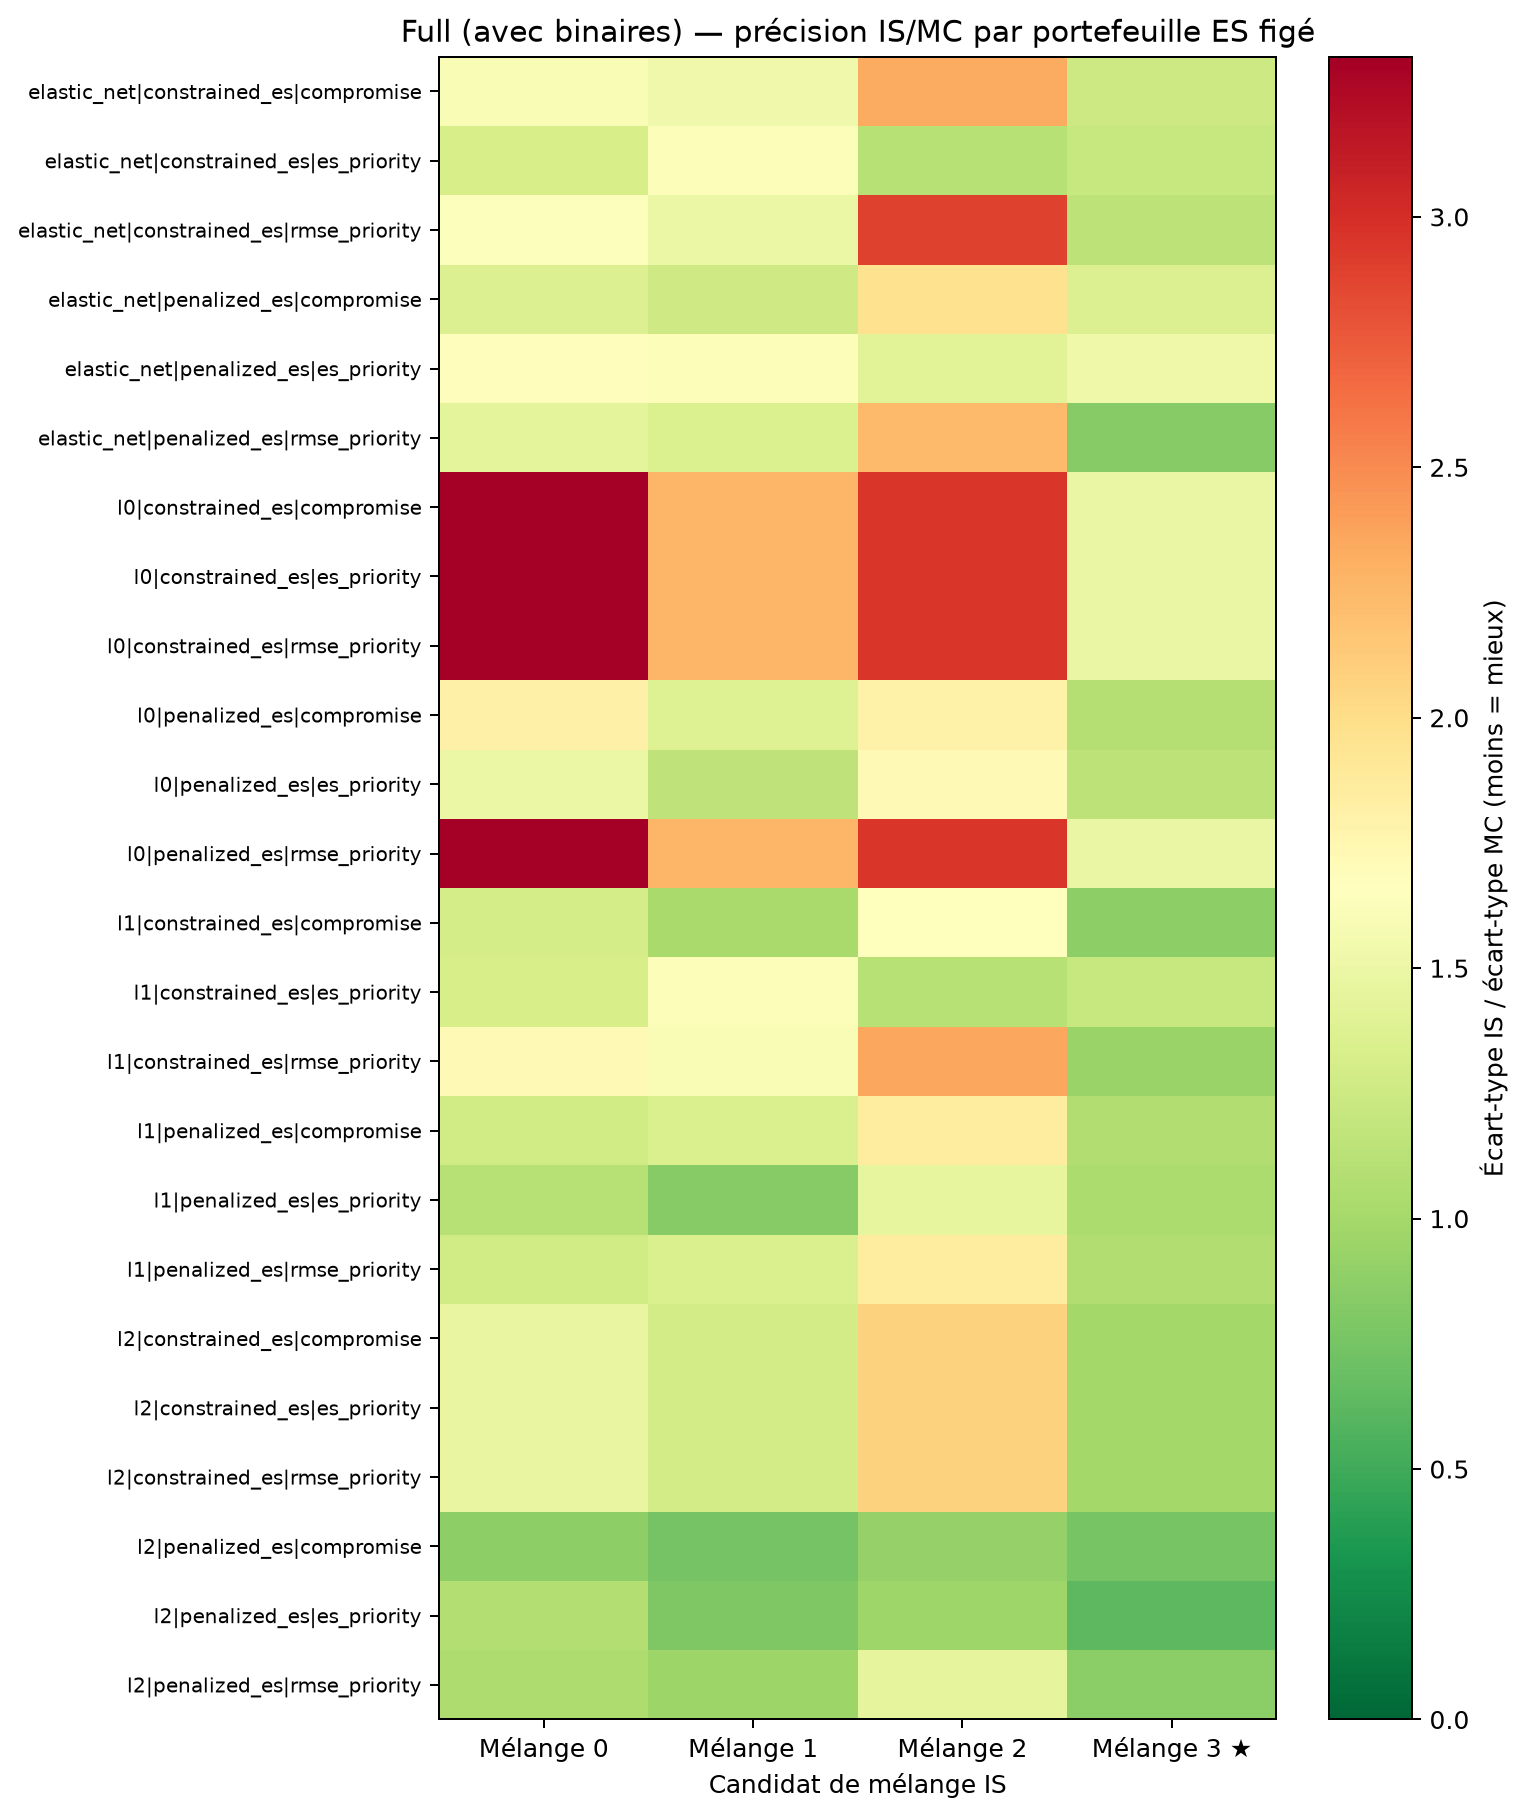 Full (avec binaires) — précision IS/MC par portefeuille ES figé
elastic_net|constrained_es|compromise
elastic_net|constrained_es|es_priority
elastic_net|constrained_es|rmse_priority
elastic_net|penalized_es|compromise
elastic_net|penalized_es|es_priority
elastic_net|penalized_es|rmse_priority
l0|constrained_es|compromise
l0|constrained_es|es_priority
l0|constrained_es|rmse_priority
l0|penalized_es|compromise
l0|penalized_es|es_priority
l0|penalized_es|rmse_priority
l1|constrained_es|compromise
l1|constrained_es|es_priority
l1|constrained_es|rmse_priority
l1|penalized_es|compromise
l1|penalized_es|es_priority
l1|penalized_es|rmse_priority
l2|constrained_es|compromise
l2|constrained_es|es_priority
l2|constrained_es|rmse_priority
l2|penalized_es|compromise
l2|penalized_es|es_priority
l2|penalized_es|rmse_priority
Mélange 0
Mélange 1
Mélange 2
Mélange 3 ★
Candidat de mélange IS
3.0
2.5
2.0
1.5
1.0
0.5
0.0
Écart-type IS / écart-type MC (moins = mieux)